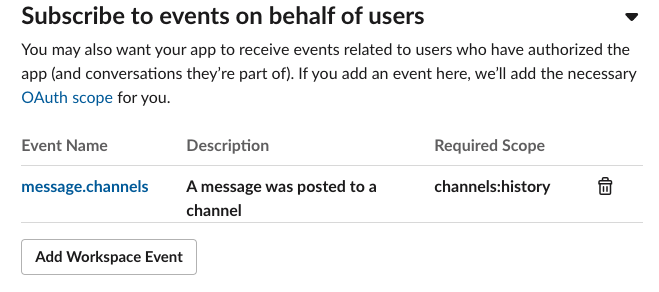 Subscribe to events on behalf of users
You may also want your app to receive events related to users who have authorized the
app (and conversations they’re part of). If you add an event here, we’ll add the necessary
OAuth scope for you.
Event Name Description Required Scope
message.channels A message was posted to a channels:history
channel
Add Workspace Event